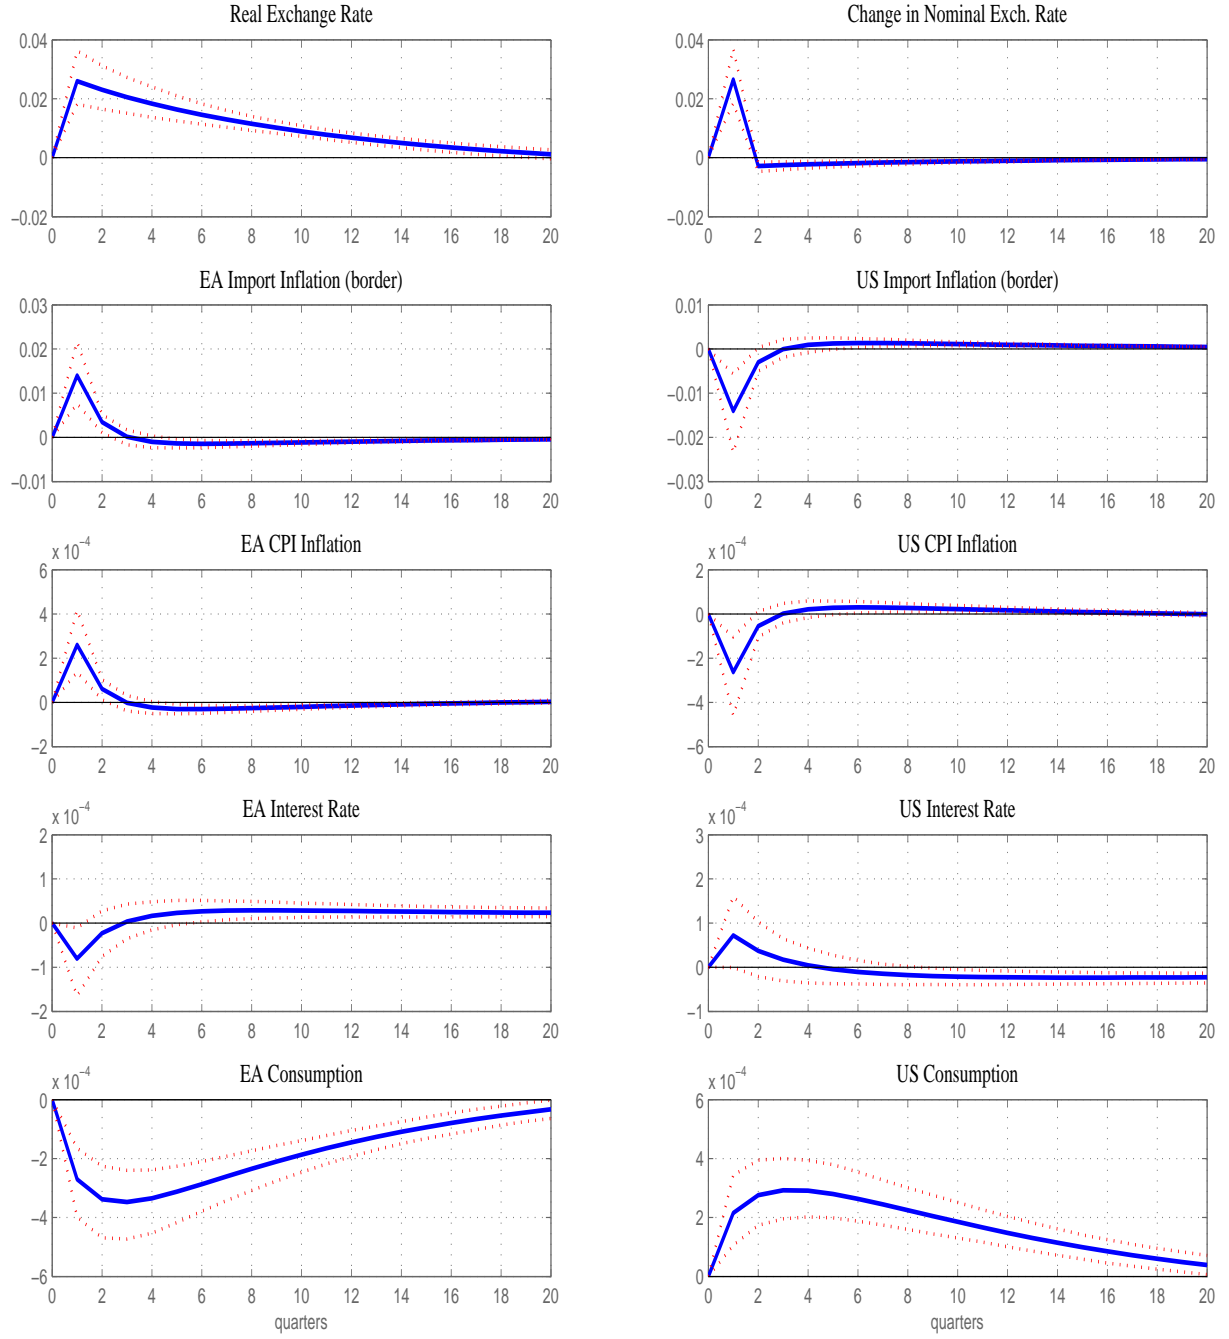 Real Exchange Rate
0.04
0.02
0
−0.02
0 2 4 6 8 10 12 14 16 18 20
Change in Nominal Exch. Rate
0.04
0.02
0
−0.02
0 2 4 6 8 10 12 14 16 18 20
EA Import Inflation (border)
0.03
0.02
0.01
0
−0.01
0 2 4 6 8 10 12 14 16 18 20
US Import Inflation (border)
0.01
0
−0.01
−0.02
−0.03
0 2 4 6 8 10 12 14 16 18 20
EA CPI Inflation
x 10−4
6
4
2
0
−2
0 2 4 6 8 10 12 14 16 18 20
US CPI Inflation
x 10−4
2
0
−2
−4
−6
0 2 4 6 8 10 12 14 16 18 20
EA Interest Rate
x 10−4
2
1
0
−1
−2
0 2 4 6 8 10 12 14 16 18 20
US Interest Rate
x 10−4
3
2
1
0
−1
0 2 4 6 8 10 12 14 16 18 20
EA Consumption
x 10−4
0
−2
−4
−6
0 2 4 6 8 10 12 14 16 18 20
quarters
US Consumption
x 10−4
6
4
2
0
0 2 4 6 8 10 12 14 16 18 20
quarters